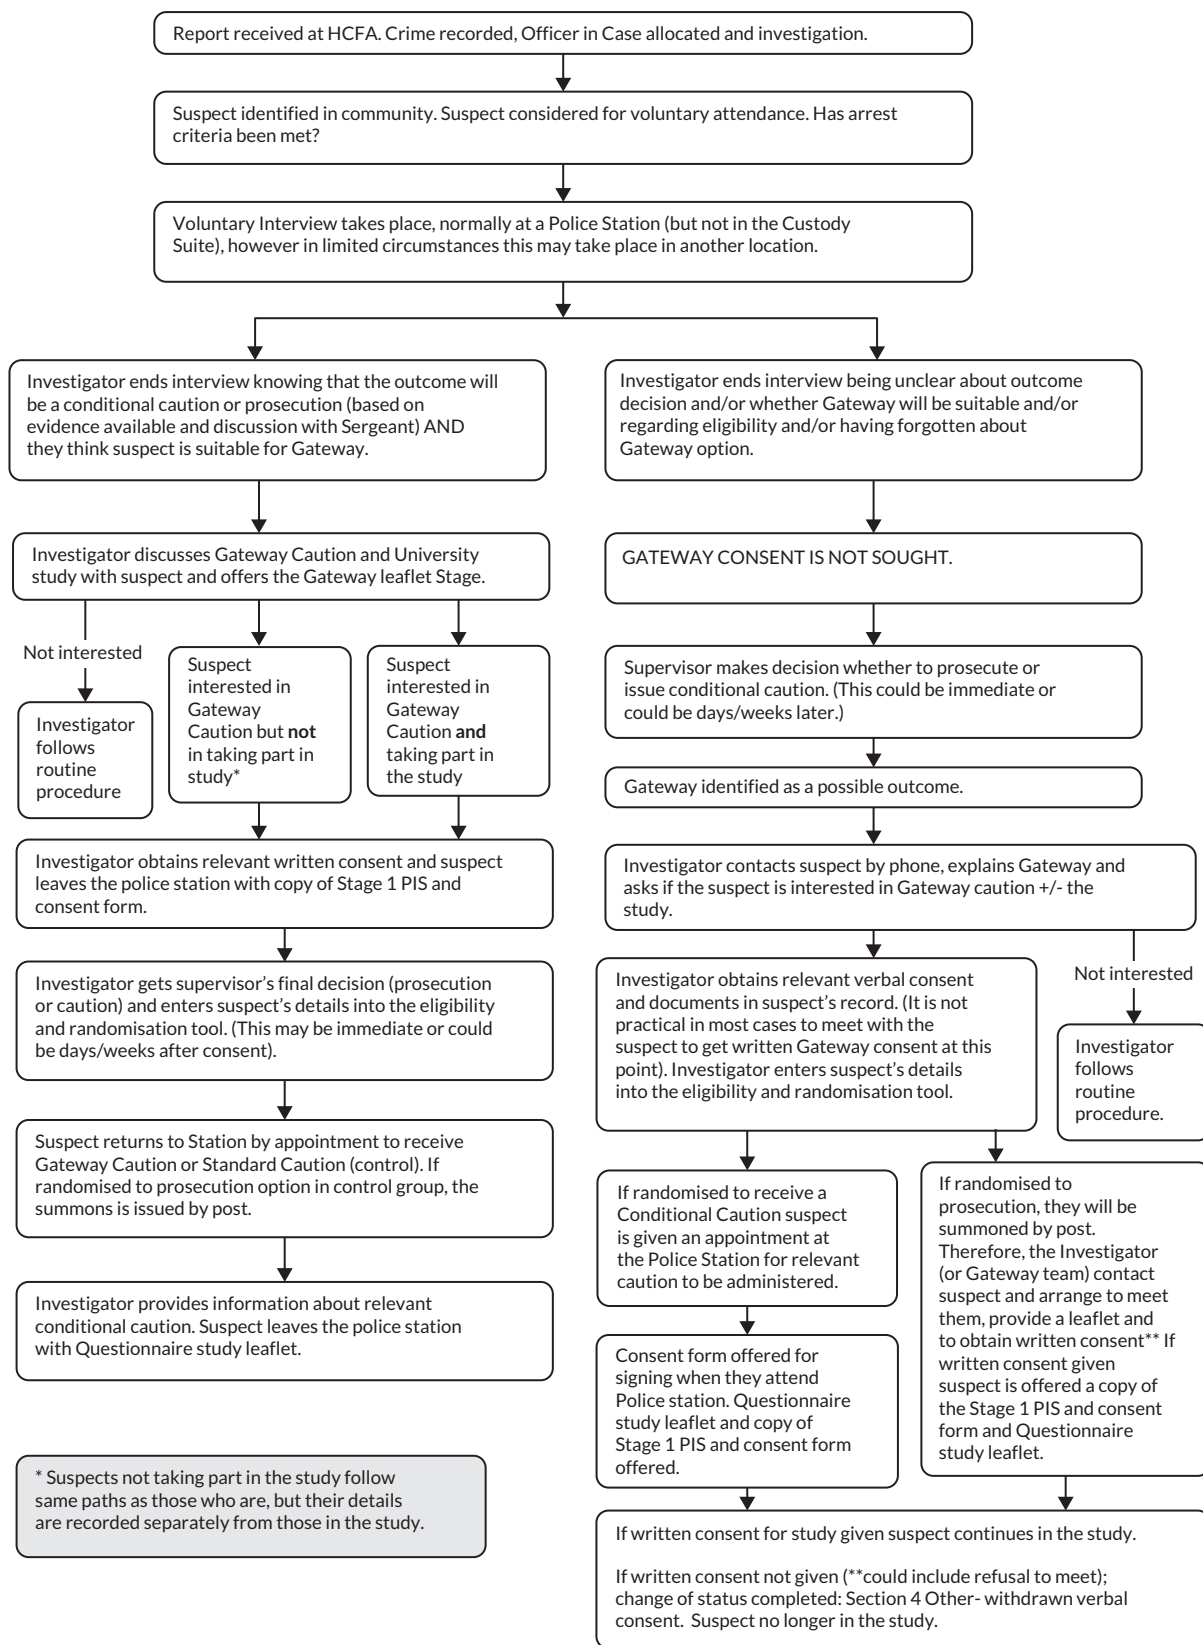 Report received at HCFA. Crime recorded, Officer in Case allocated and investigation.
Suspect identified in community. Suspect considered for voluntary attendance. Has arrest
criteria been met?
Voluntary Interview takes place, normally at a Police Station (but not in the Custody
Suite), however in limited circumstances this may take place in another location.
Investigator ends interview knowing that the outcome will
be a conditional caution or prosecution (based on
evidence available and discussion with Sergeant) AND
they think suspect is suitable for Gateway.
Investigator discusses Gateway Caution and University
study with suspect and offers the Gateway leaflet Stage.
Not interested
Investigator
follows
routine
procedure
Suspect
interested in
Gateway
Caution but not
in taking part in
study*
Suspect
interested in
Gateway
Caution and
taking part in
the study
Investigator obtains relevant written consent and suspect
leaves the police station with copy of Stage 1 PIS and
consent form.
Investigator gets supervisor's final decision (prosecution
or caution) and enters suspect's details into the eligibility
and randomisation tool. (This may be immediate or could
be days/weeks after consent).
Suspect returns to Station by appointment to receive
Gateway Caution or Standard Caution (control). If
randomised to prosecution option in control group, the
summons is issued by post.
Investigator provides information about relevant
conditional caution. Suspect leaves the police station
with Questionnaire study leaflet.
* Suspects not taking part in the study follow
same paths as those who are, but their details
are recorded separately from those in the study.
Investigator ends interview being unclear about outcome
decision and/or whether Gateway will be suitable and/or
regarding eligibility and/or having forgotten about
Gateway option.
GATEWAY CONSENT IS NOT SOUGHT.
Supervisor makes decision whether to prosecute or
issue conditional caution. (This could be immediate or
could be days/weeks later.)
Gateway identified as a possible outcome.
Investigator contacts suspect by phone, explains Gateway and
asks if the suspect is interested in Gateway caution +/- the
study.
Investigator obtains relevant verbal consent
and documents in suspect's record. (It is not
practical in most cases to meet with the
suspect to get written Gateway consent at this
point). Investigator enters suspect's details
into the eligibility and randomisation tool.
Not interested
Investigator
follows
routine
procedure.
If randomised to receive a
Conditional Caution suspect
is given an appointment at
the Police Station for relevant
caution to be administered.
Consent form offered for
signing when they attend
Police station. Questionnaire
study leaflet and copy of
Stage 1 PIS and consent form
offered.
If randomised to
prosecution, they will be
summoned by post.
Therefore, the Investigator
(or Gateway team) contact
suspect and arrange to meet
them, provide a leaflet and
to obtain written consent** If
written consent given
suspect is offered a copy of
the Stage 1 PIS and consent
form and Questionnaire
study leaflet.
If written consent for study given suspect continues in the study.
If written consent not given (**could include refusal to meet);
change of status completed: Section 4 Other- withdrawn verbal
consent. Suspect no longer in the study.